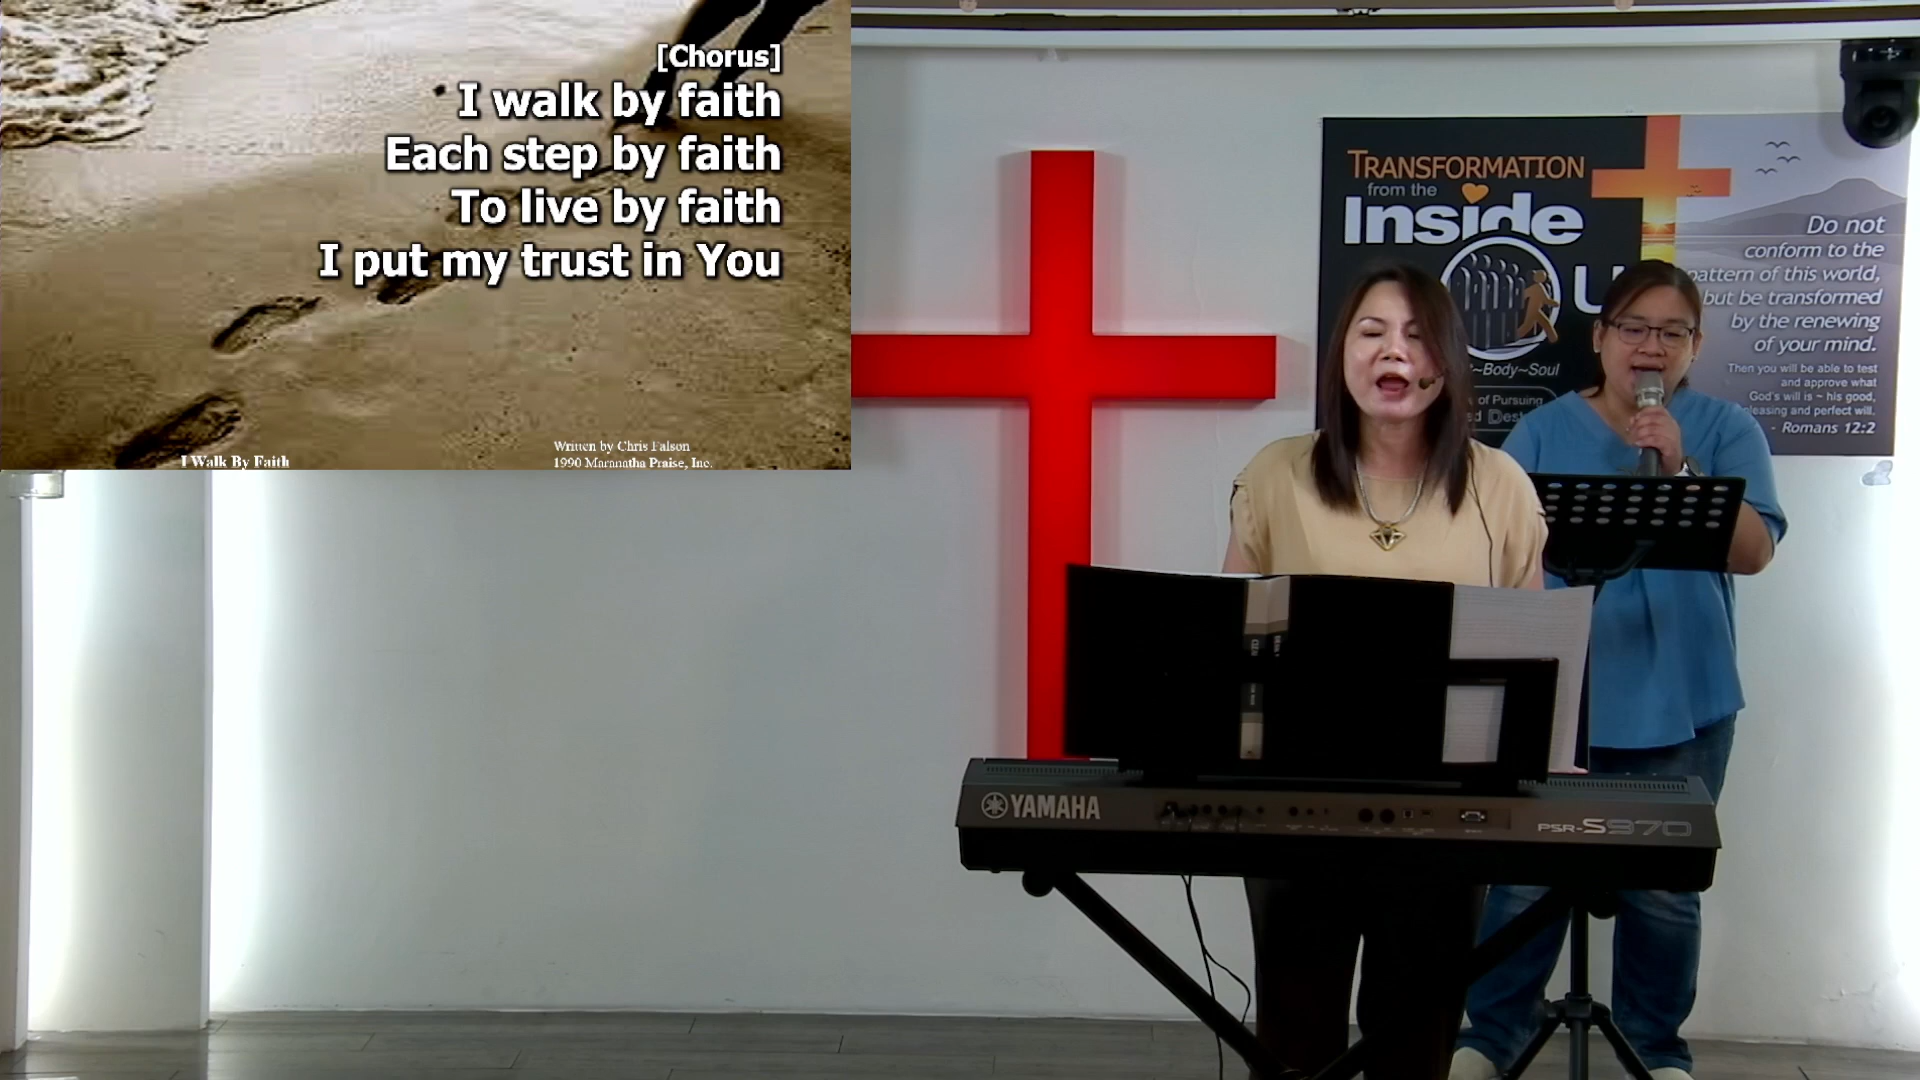 [Chorus]
I walk by faith
Each step by faith
To live by faith
I put my trust in You
I Walk By Faith
Written by Chris Falson
1990 Maranatha Praise, Inc.
TRANSFORMATION
from the
Inside
~Body~Soul
of Pursuing
Do not
conform to the
pattern of this world,
but be transformed
by the renewing
of your mind.
Then you will be able to test
and approve what
God's will is ~ his good,
pleasing and perfect will.
- Romans 12:2
YAMAHA
PSR-S970